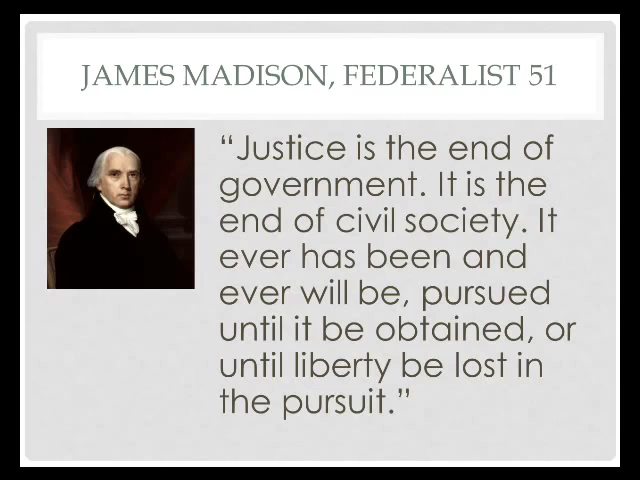 JAMES MADISON, FEDERALIST 51
“Justice is the end of
government. It is the
end of civil society. It
ever has been and
ever will be, pursued
until it be obtained, or
until liberty be lost in
the pursuit.”